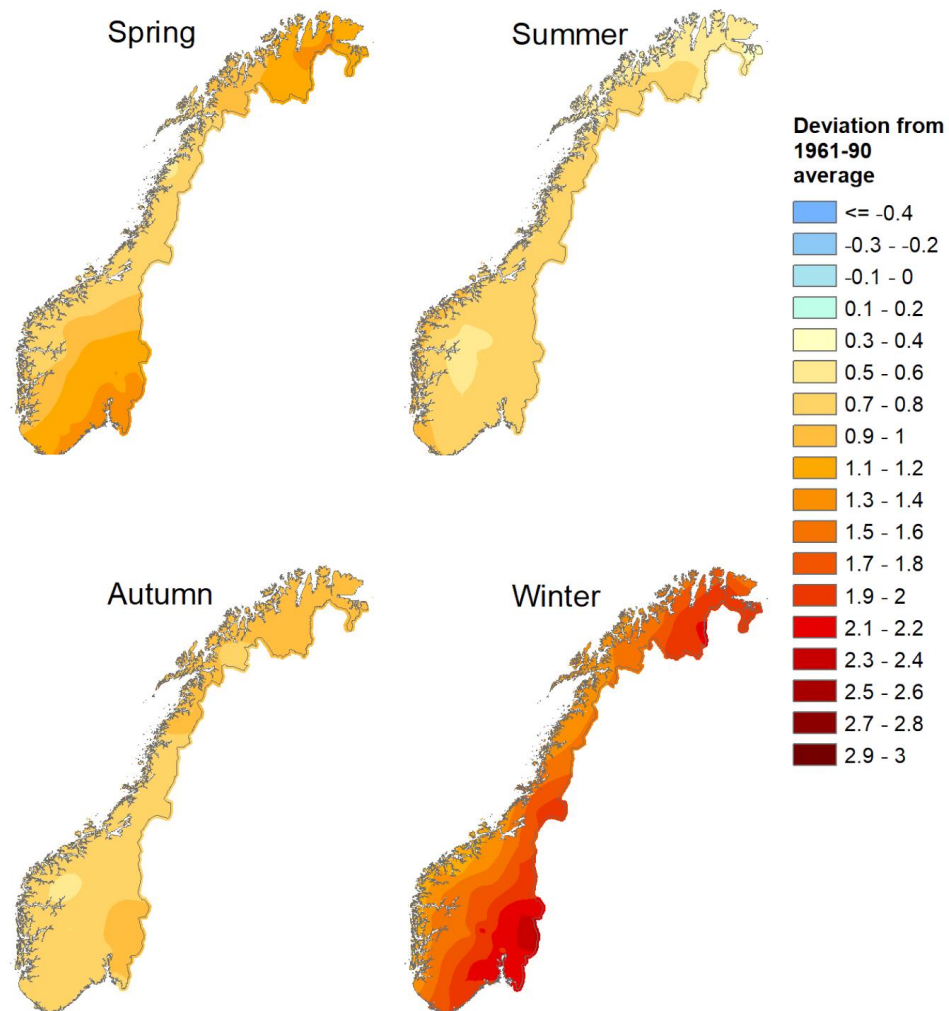 Spring
Summer
Deviation from
1961-90
average
<= -0.4
-0.3 - -0.2
-0.1 - 0
0.1 - 0.2
0.3 - 0.4
0.5 - 0.6
0.7 - 0.8
0.9 - 1
1.1 - 1.2
1.3 - 1.4
1.5 - 1.6
1.7 - 1.8
1.9 - 2
2.1 - 2.2
2.3 - 2.4
2.5 - 2.6
2.7 - 2.8
2.9 - 3
Autumn
Winter